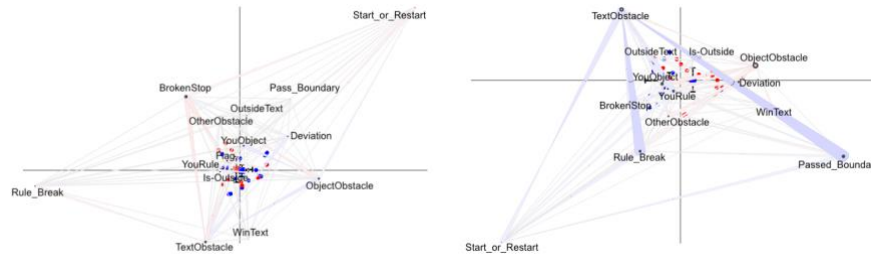 Start_or_Restart
BrokenStop
Pass_Boundary
OutsideText
OtherObstacle
YouObject
Deviation
Flag
YouRule
Is-Outside
Rule_Break
ObjectObstacle
WinText
TextObstacle
TextObstacle
OutsideText
Is-Outside
ObjectObstacle
YouObject
Deviation
YouRule
BrokenStop
WinText
OtherObstacle
Rule_Break
Passed_Bounda
Start_or_Restart